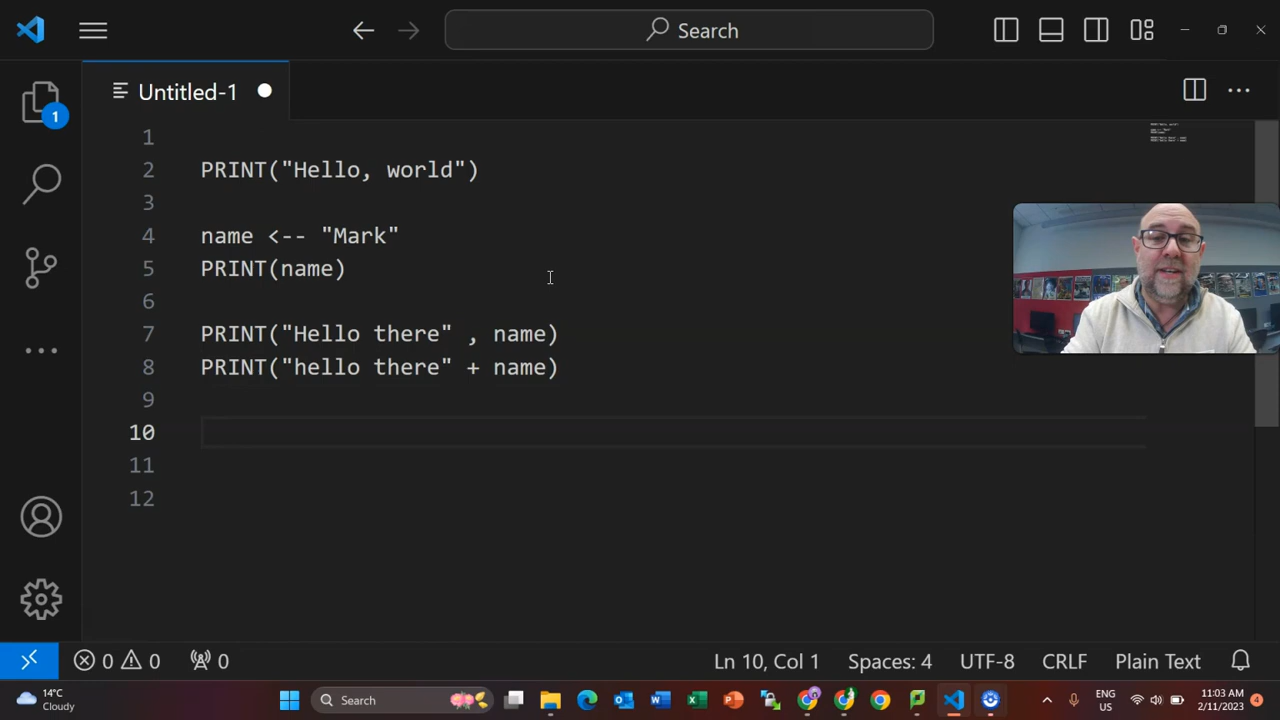 Search
Untitled-1
1
1
2 PRINT("Hello, world")
3
4 name <-- "Mark"
5 PRINT(name)
6
7 PRINT("Hello there" , name)
8 PRINT("hello there" + name)
9
10
11
12
0 0 0
Ln 10, Col 1 Spaces: 4 UTF-8 CRLF Plain Text
14°C
Cloudy
Search
ENG
US
11:03 AM
2/11/2023
4